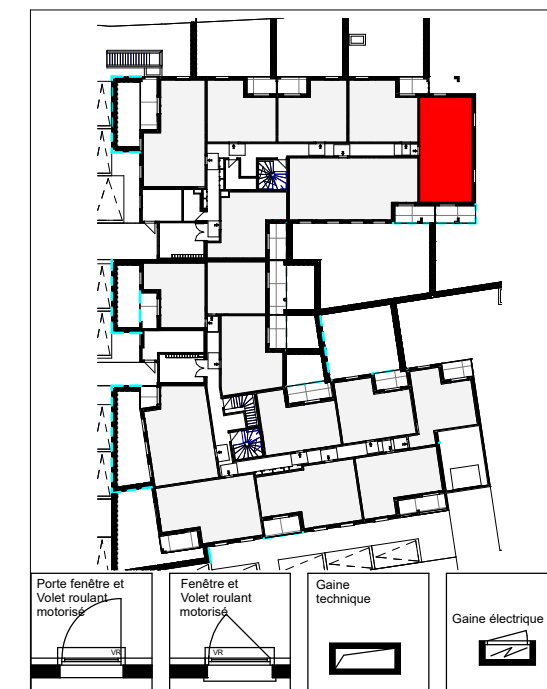 Porte fenêtre et
Volet roulant
motorisé
VR
Fenêtre et
Volet roulant
motorisé
VR
Gaine
technique
Gaine électrique